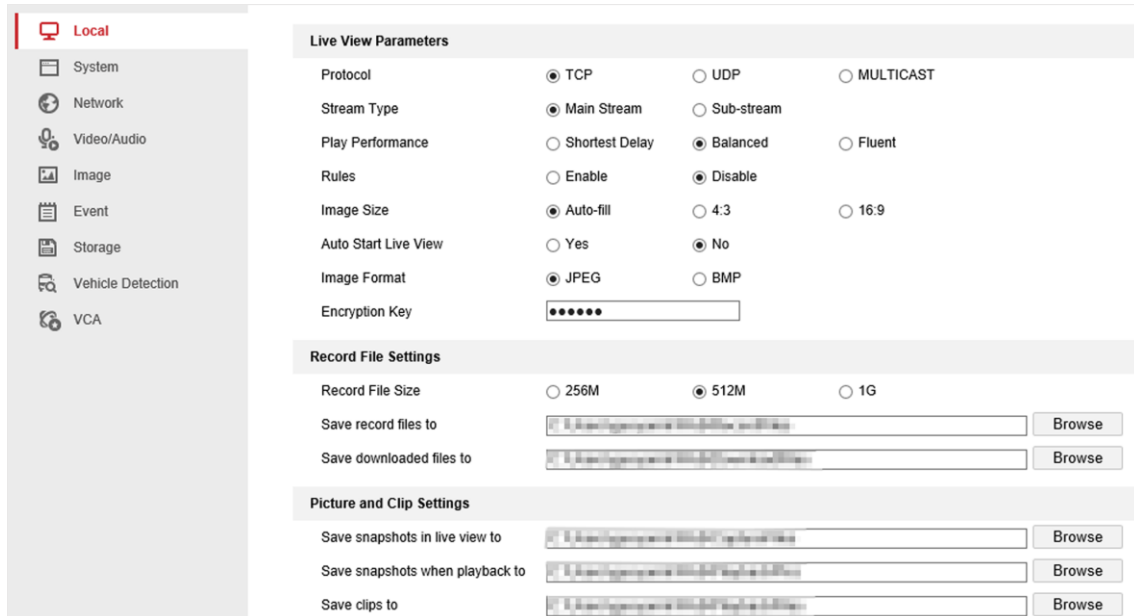 Local
System
Network
Video/Audio
Image
Event
Storage
Vehicle Detection
VCA
Live View Parameters
Protocol TCP UDP MULTICAST
Stream Type Main Stream Sub-stream
Play Performance Shortest Delay Balanced Fluent
Rules Enable Disable
Image Size Auto-fill 4:3 16:9
Auto Start Live View Yes No
Image Format JPEG BMP
Encryption Key ●●●●●●
Record File Settings
Record File Size 256M 512M 1G
Save record files to Browse
Save downloaded files to Browse
Picture and Clip Settings
Save snapshots in live view to Browse
Save snapshots when playback to Browse
Save clips to Browse